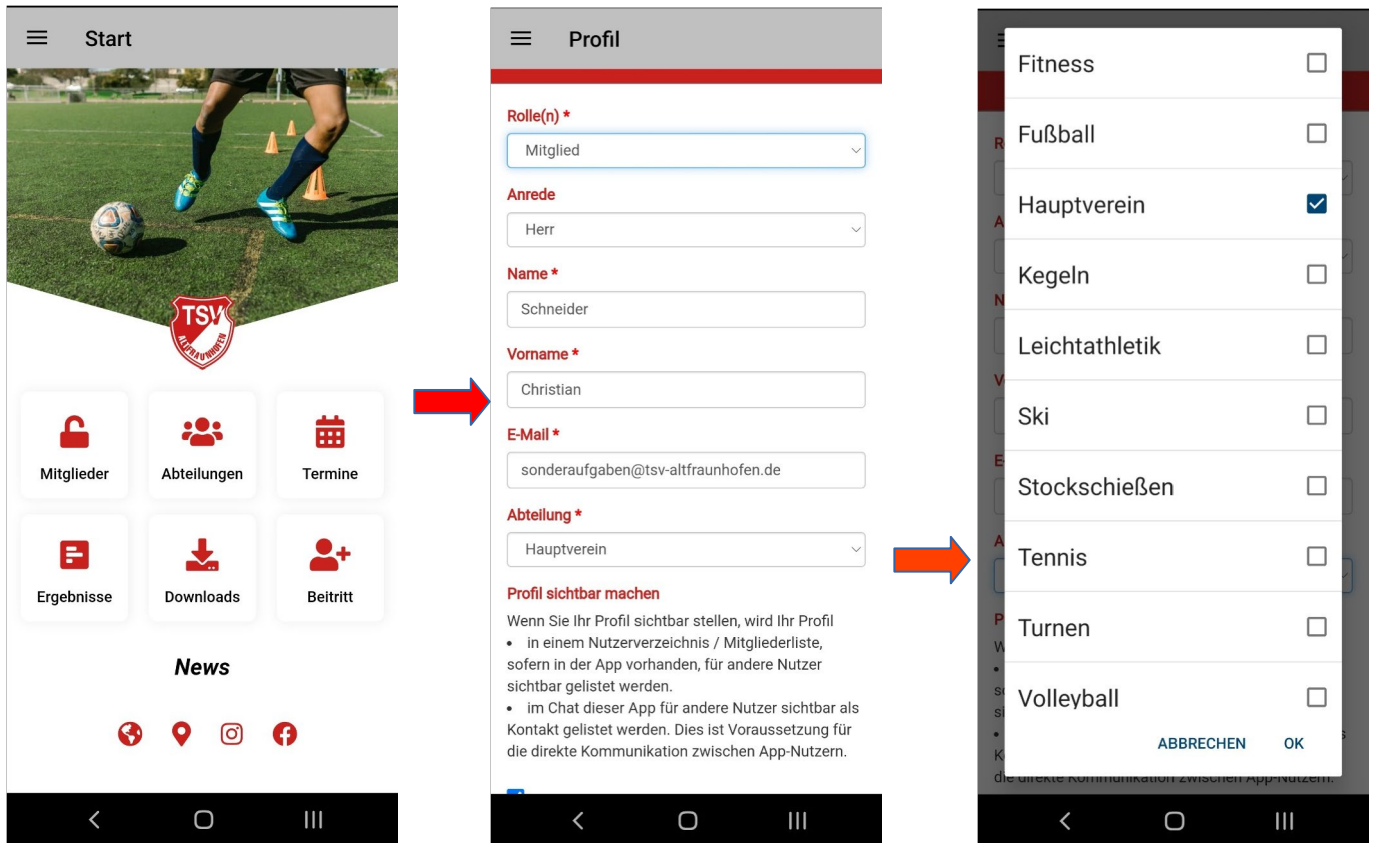 Start
TSV
ALTFRAUNHOFEN
Mitglieder
Abteilungen
Termine
Ergebnisse
Downloads
Beitritt
News
Profil
Rolle(n) *
Mitglied
Anrede
Herr
Name *
Schneider
Vorname *
Christian
E-Mail *
sonderaufgaben@tsv-altfraunhofen.de
Abteilung *
Hauptverein
Profil sichtbar machen
Wenn Sie Ihr Profil sichtbar stellen, wird Ihr Profil
• in einem Nutzerverzeichnis / Mitgliederliste,
sofern in der App vorhanden, für andere Nutzer
sichtbar gelistet werden.
• im Chat dieser App für andere Nutzer sichtbar als
Kontakt gelistet werden. Dies ist Voraussetzung für
die direkte Kommunikation zwischen App-Nutzern.
Fitness
Fußball
Hauptverein
Kegeln
Leichtathletik
Ski
Stockschießen
Tennis
Turnen
Volleyball
ABBRECHEN OK
die direkte Kommunikation zwischen App-Nutzern.